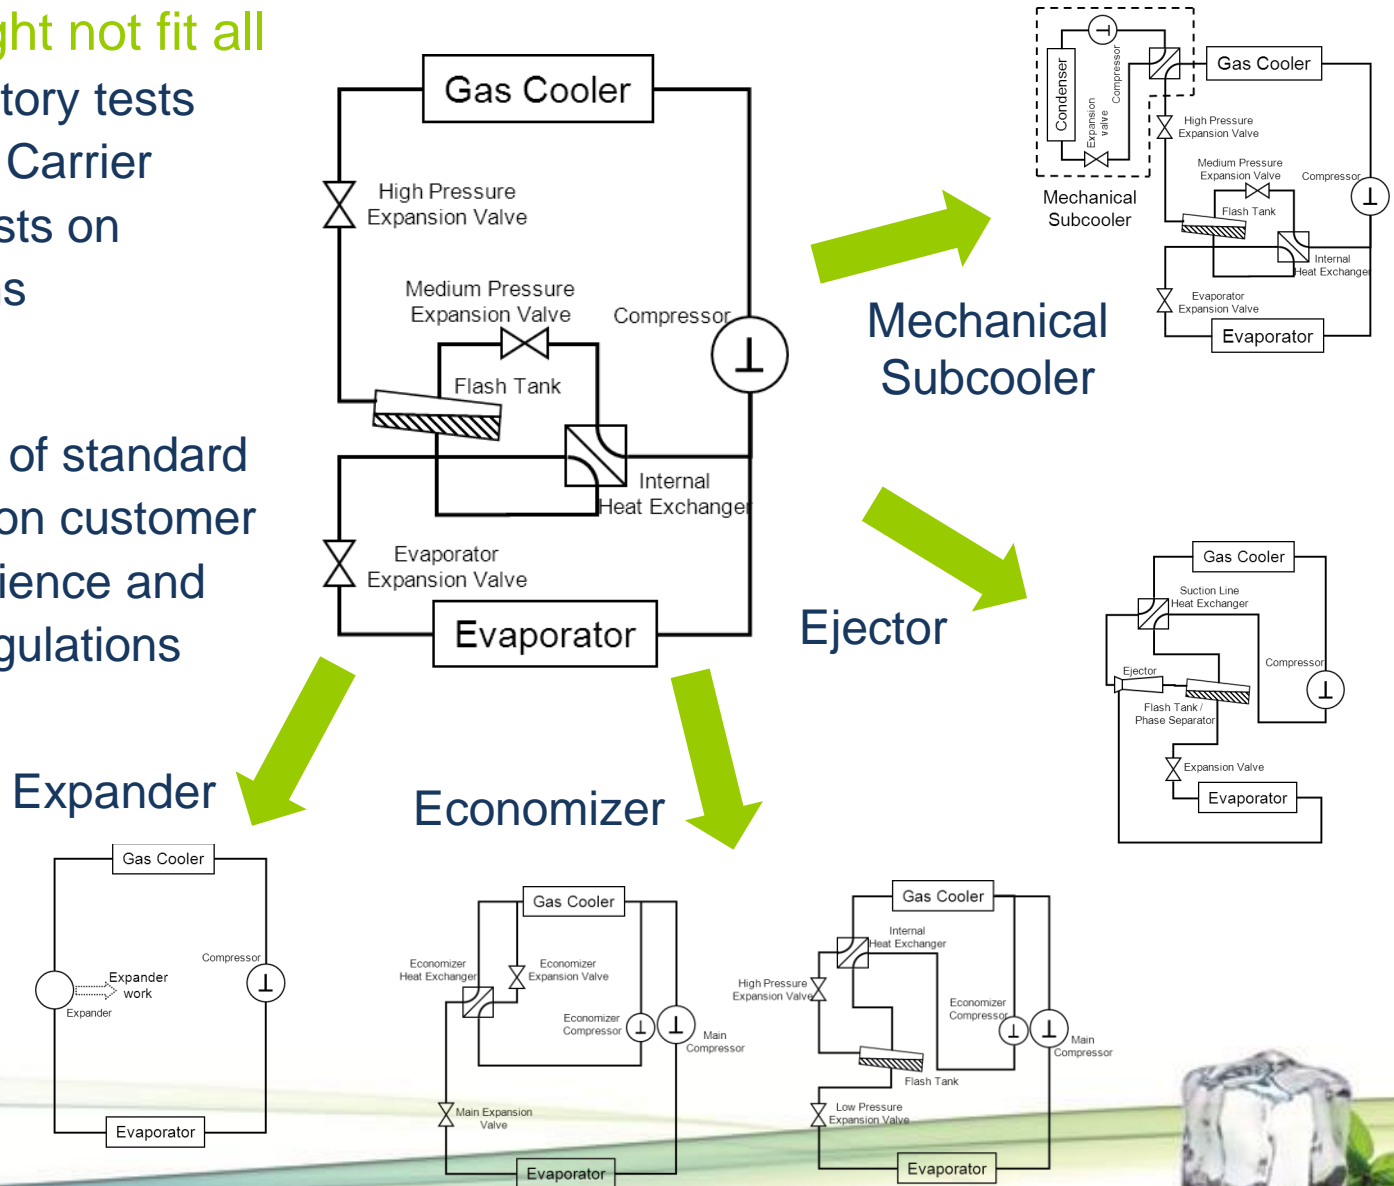 ght not fit all
tory tests
Carrier
sts on
ns
of standard
on customer
ience and
gulations
Gas Cooler
High Pressure
Expansion Valve
Medium Pressure
Expansion Valve
Compressor
Flash Tank
Internal
Heat Exchanger
Evaporator
Expansion Valve
Evaporator
Mechanical
Subcooler
Condenser
Compressor
Expansion
valve
Gas Cooler
High Pressure
Expansion Valve
Medium Pressure
Expansion Valve
Compressor
Mechanical
Subcooler
Flash Tank
Internal
Heat Exchanger
Evaporator
Expansion Valve
Evaporator
Ejector
Gas Cooler
Suction Line
Heat Exchanger
Compressor
Ejector
Flash Tank /
Phase Separator
Expansion Valve
Evaporator
Expander
Gas Cooler
Compressor
Expander
work
Expander
Evaporator
Economizer
Gas Cooler
Economizer
Heat Exchanger
Economizer
Expansion Valve
Economizer
Compressor
Main
Compressor
Main Expansion
Valve
Evaporator
Gas Cooler
Internal
Heat Exchanger
High Pressure
Expansion Valve
Economizer
Compressor
Main
Compressor
Flash Tank
Low Pressure
Expansion Valve
Evaporator